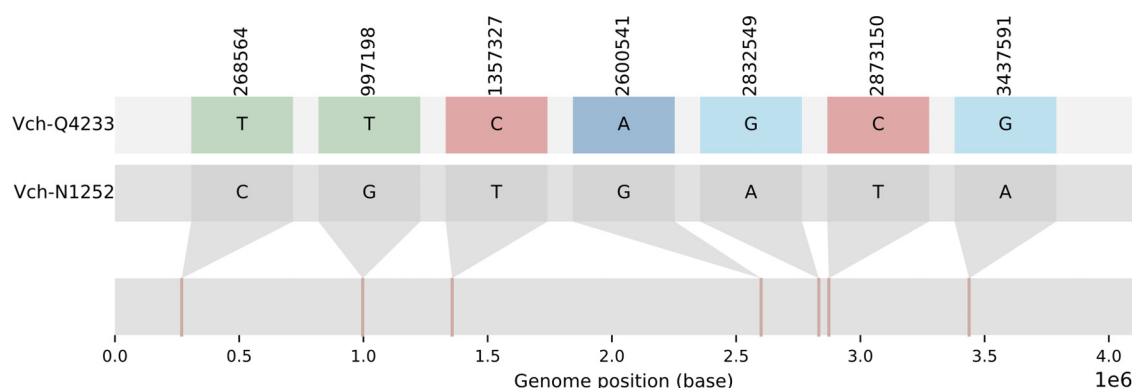 268564 997198 1357327 2600541 2832549 2873150 3437591
Vch-Q4233 T T C A G C G
Vch-N1252 C G T G A T A
0.0 0.5 1.0 1.5 2.0 2.5 3.0 3.5 4.0
1e6
Genome position (base)